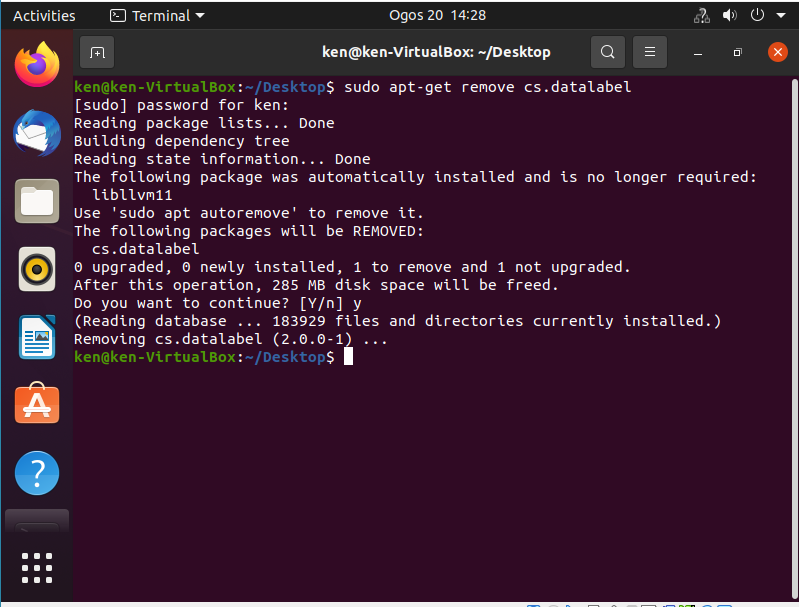 Activities Terminal Ogos 20 14:28
ken@ken-VirtualBox: ~/Desktop
ken@ken-VirtualBox:~/Desktop$ sudo apt-get remove cs.datalabel
[sudo] password for ken:
Reading package lists... Done
Building dependency tree
Reading state information... Done
The following package was automatically installed and is no longer required:
  libllvm11
Use 'sudo apt autoremove' to remove it.
The following packages will be REMOVED:
  cs.datalabel
0 upgraded, 0 newly installed, 1 to remove and 1 not upgraded.
After this operation, 285 MB disk space will be freed.
Do you want to continue? [Y/n] y
(Reading database ... 183929 files and directories currently installed.)
Removing cs.datalabel (2.0.0-1) ...
ken@ken-VirtualBox:~/Desktop$